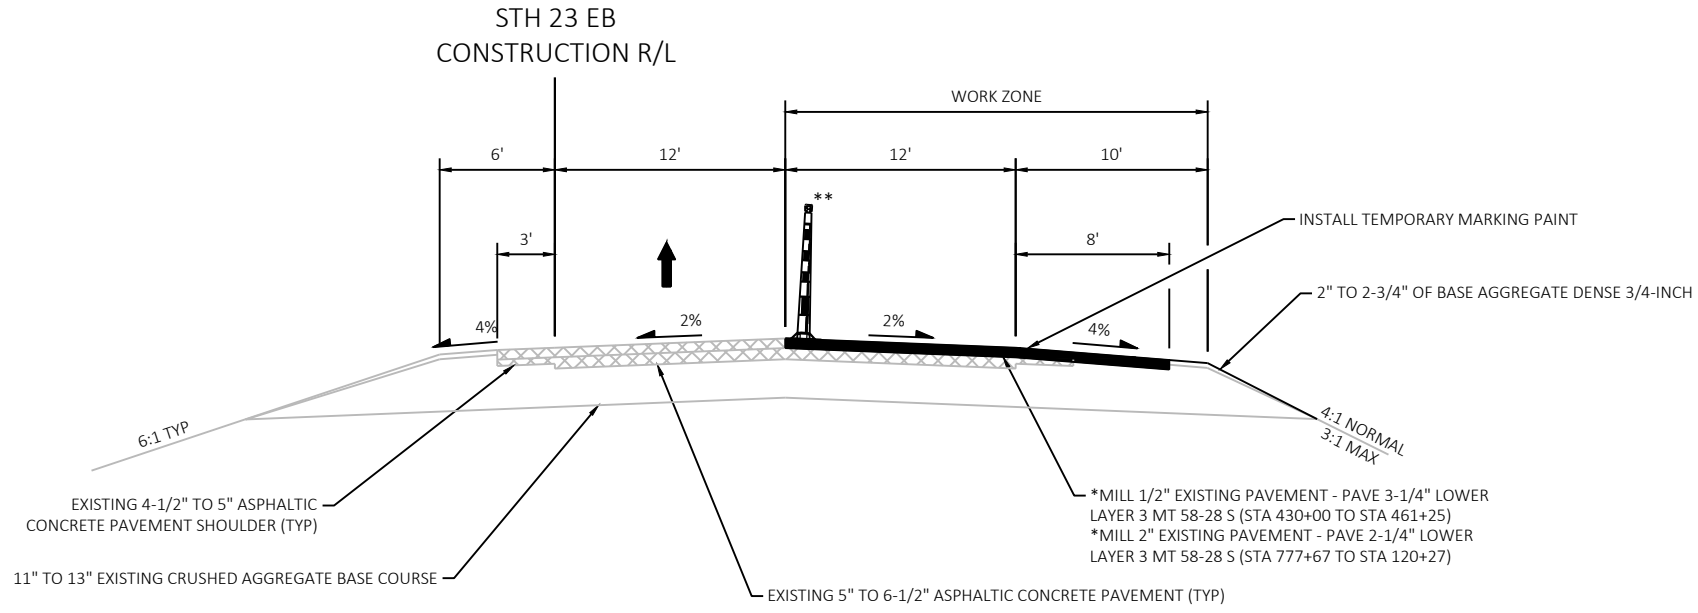 STH 23 EB
CONSTRUCTION R/L
WORK ZONE
6'
12'
12'
10'
**
INSTALL TEMPORARY MARKING PAINT
3'
8'
2" TO 2-3/4" OF BASE AGGREGATE DENSE 3/4-INCH
4%
2%
2%
4%
6:1 TYP
4:1 NORMAL
3:1 MAX
EXISTING 4-1/2" TO 5" ASPHALTIC
CONCRETE PAVEMENT SHOULDER (TYP)
*MILL 1/2" EXISTING PAVEMENT - PAVE 3-1/4" LOWER
LAYER 3 MT 58-28 S (STA 430+00 TO STA 461+25)
*MILL 2" EXISTING PAVEMENT - PAVE 2-1/4" LOWER
LAYER 3 MT 58-28 S (STA 777+67 TO STA 120+27)
11" TO 13" EXISTING CRUSHED AGGREGATE BASE COURSE
EXISTING 5" TO 6-1/2" ASPHALTIC CONCRETE PAVEMENT (TYP)